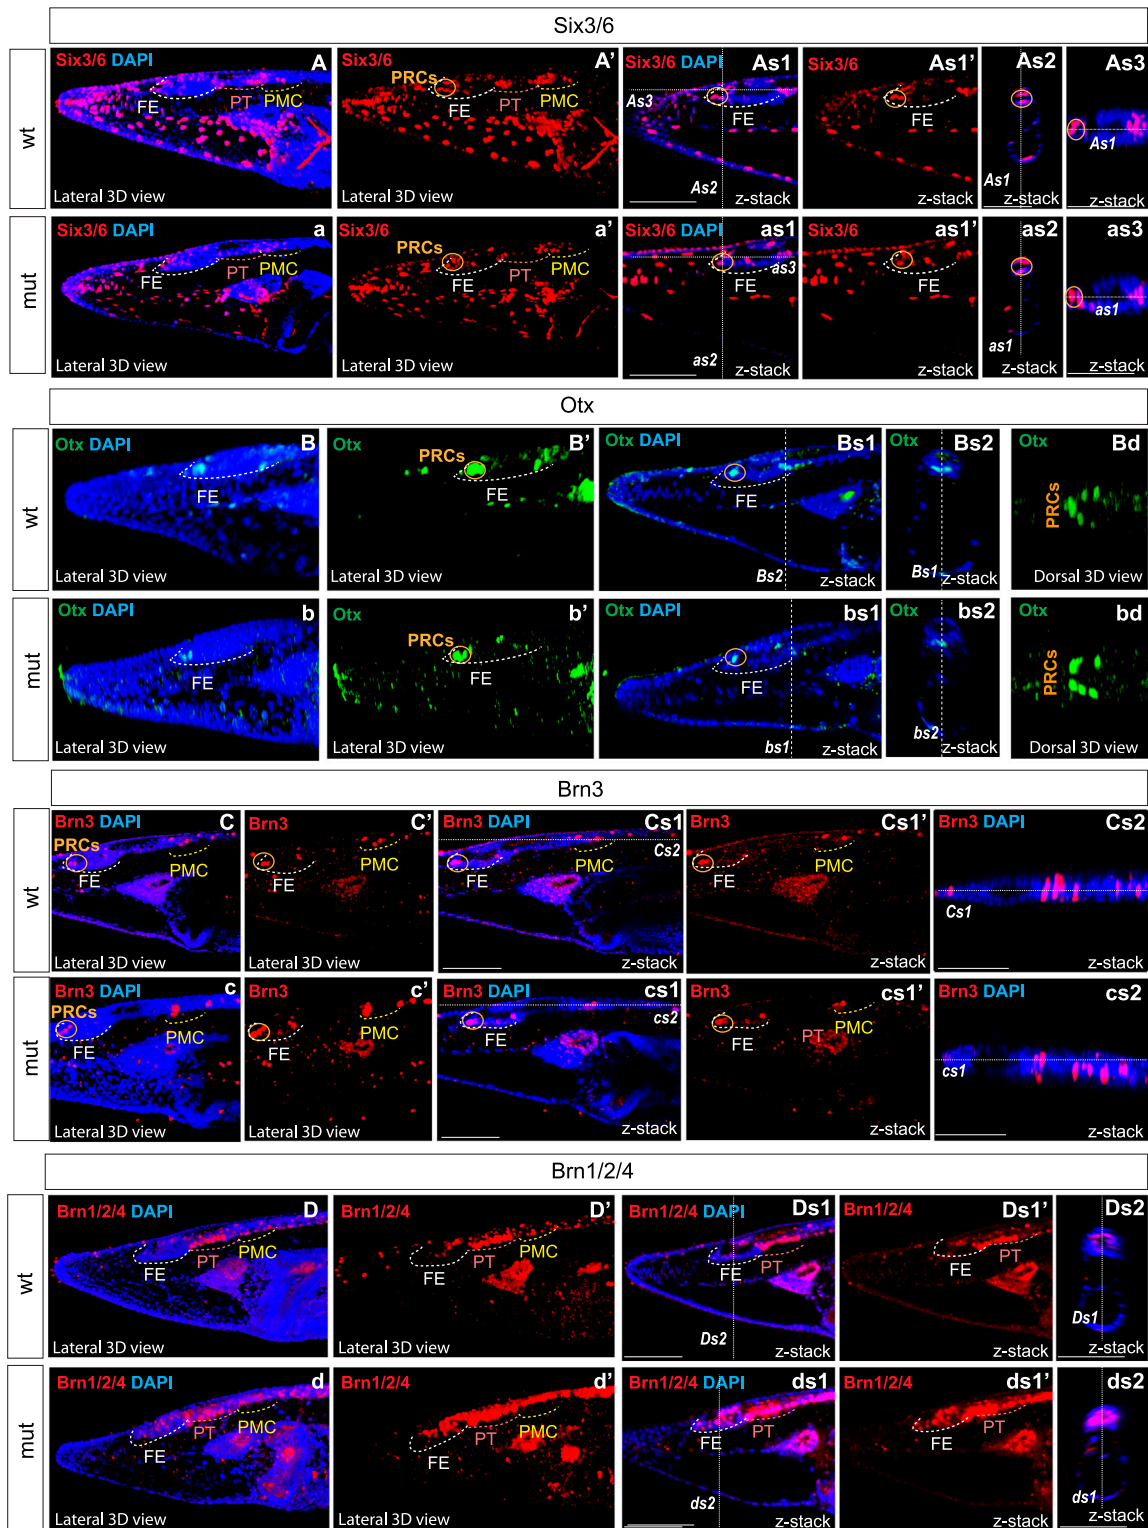 Six3/6
wt
Six3/6 DAPI A
FE PT PMC
Lateral 3D view
Six3/6 A’
PRCs
FE PT PMC
Lateral 3D view
Six3/6 DAPI As1
As3
FE
As2
z-stack
Six3/6 As1’
FE
z-stack
As2
As1
z-stack
As3
As1
z-stack
mut
Six3/6 DAPI a
FE PT PMC
Lateral 3D view
Six3/6 a’
PRCs
FE PT PMC
Lateral 3D view
Six3/6 DAPI as1
as3
FE
as2
z-stack
Six3/6 as1’
FE
z-stack
as2
as1
z-stack
as3
as1
z-stack
Otx
wt
Otx DAPI B
FE
Lateral 3D view
Otx B’
PRCs
FE
Lateral 3D view
Otx DAPI Bs1
FE
Bs2
z-stack
Otx Bs2
Bs1
z-stack
Otx Bd
PRCs
Dorsal 3D view
mut
Otx DAPI b
FE
Lateral 3D view
Otx b’
PRCs
FE
Lateral 3D view
Otx DAPI bs1
FE
bs1
z-stack
Otx bs2
bs2
z-stack
Otx bd
PRCs
Dorsal 3D view
Brn3
wt
Brn3 DAPI C
PRCs
FE PMC
Lateral 3D view
Brn3 C’
FE PMC
Lateral 3D view
Brn3 DAPI Cs1
Cs2
FE PMC
z-stack
Brn3 Cs1’
FE PMC
z-stack
Brn3 DAPI Cs2
Cs1
z-stack
mut
Brn3 DAPI c
PRCs
FE PMC
Lateral 3D view
Brn3 c’
FE PMC
Lateral 3D view
Brn3 DAPI cs1
cs2
FE
z-stack
Brn3 cs1’
FE PT PMC
z-stack
Brn3 DAPI cs2
cs1
z-stack
Brn1/2/4
wt
Brn1/2/4 DAPI D
FE PT PMC
Lateral 3D view
Brn1/2/4 D’
FE PT PMC
Lateral 3D view
Brn1/2/4 DAPI Ds1
FE PT
Ds2
z-stack
Brn1/2/4 Ds1’
FE PT
z-stack
Ds2
Ds1
z-stack
mut
Brn1/2/4 DAPI d
FE PT PMC
Lateral 3D view
Brn1/2/4 d’
FE PT PMC
Lateral 3D view
Brn1/2/4 DAPI ds1
FE PT
ds2
z-stack
Brn1/2/4 ds1’
FE PT
z-stack
ds2
ds1
z-stack